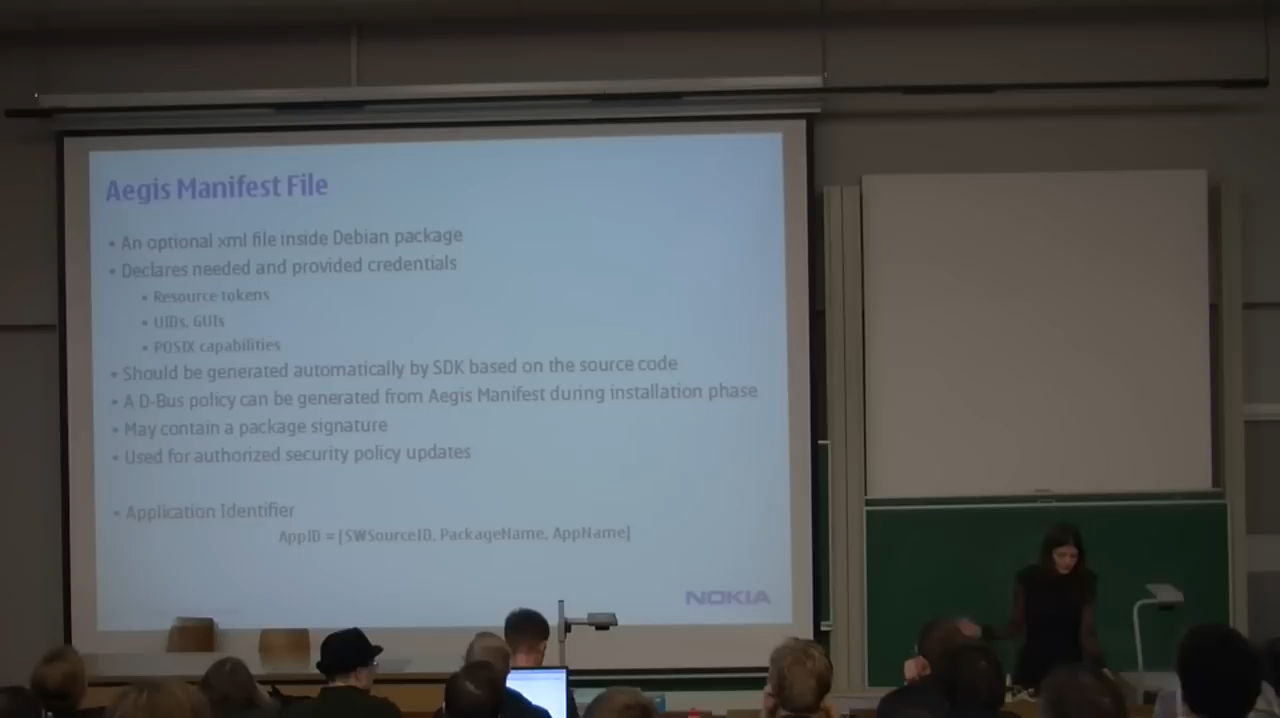 Aegis Manifest File
• An optional xml file inside Debian package
• Declares needed and provided credentials
• Resource tokens
• UIDs, GUIs
• POSIX capabilities
• Should be generated automatically by SDK based on the source code
• A D-Bus policy can be generated from Aegis Manifest during installation phase
• May contain a package signature
• Used for authorized security policy updates
• Application Identifier
AppID = [SWSourceID, PackageName, AppName]
NOKIA